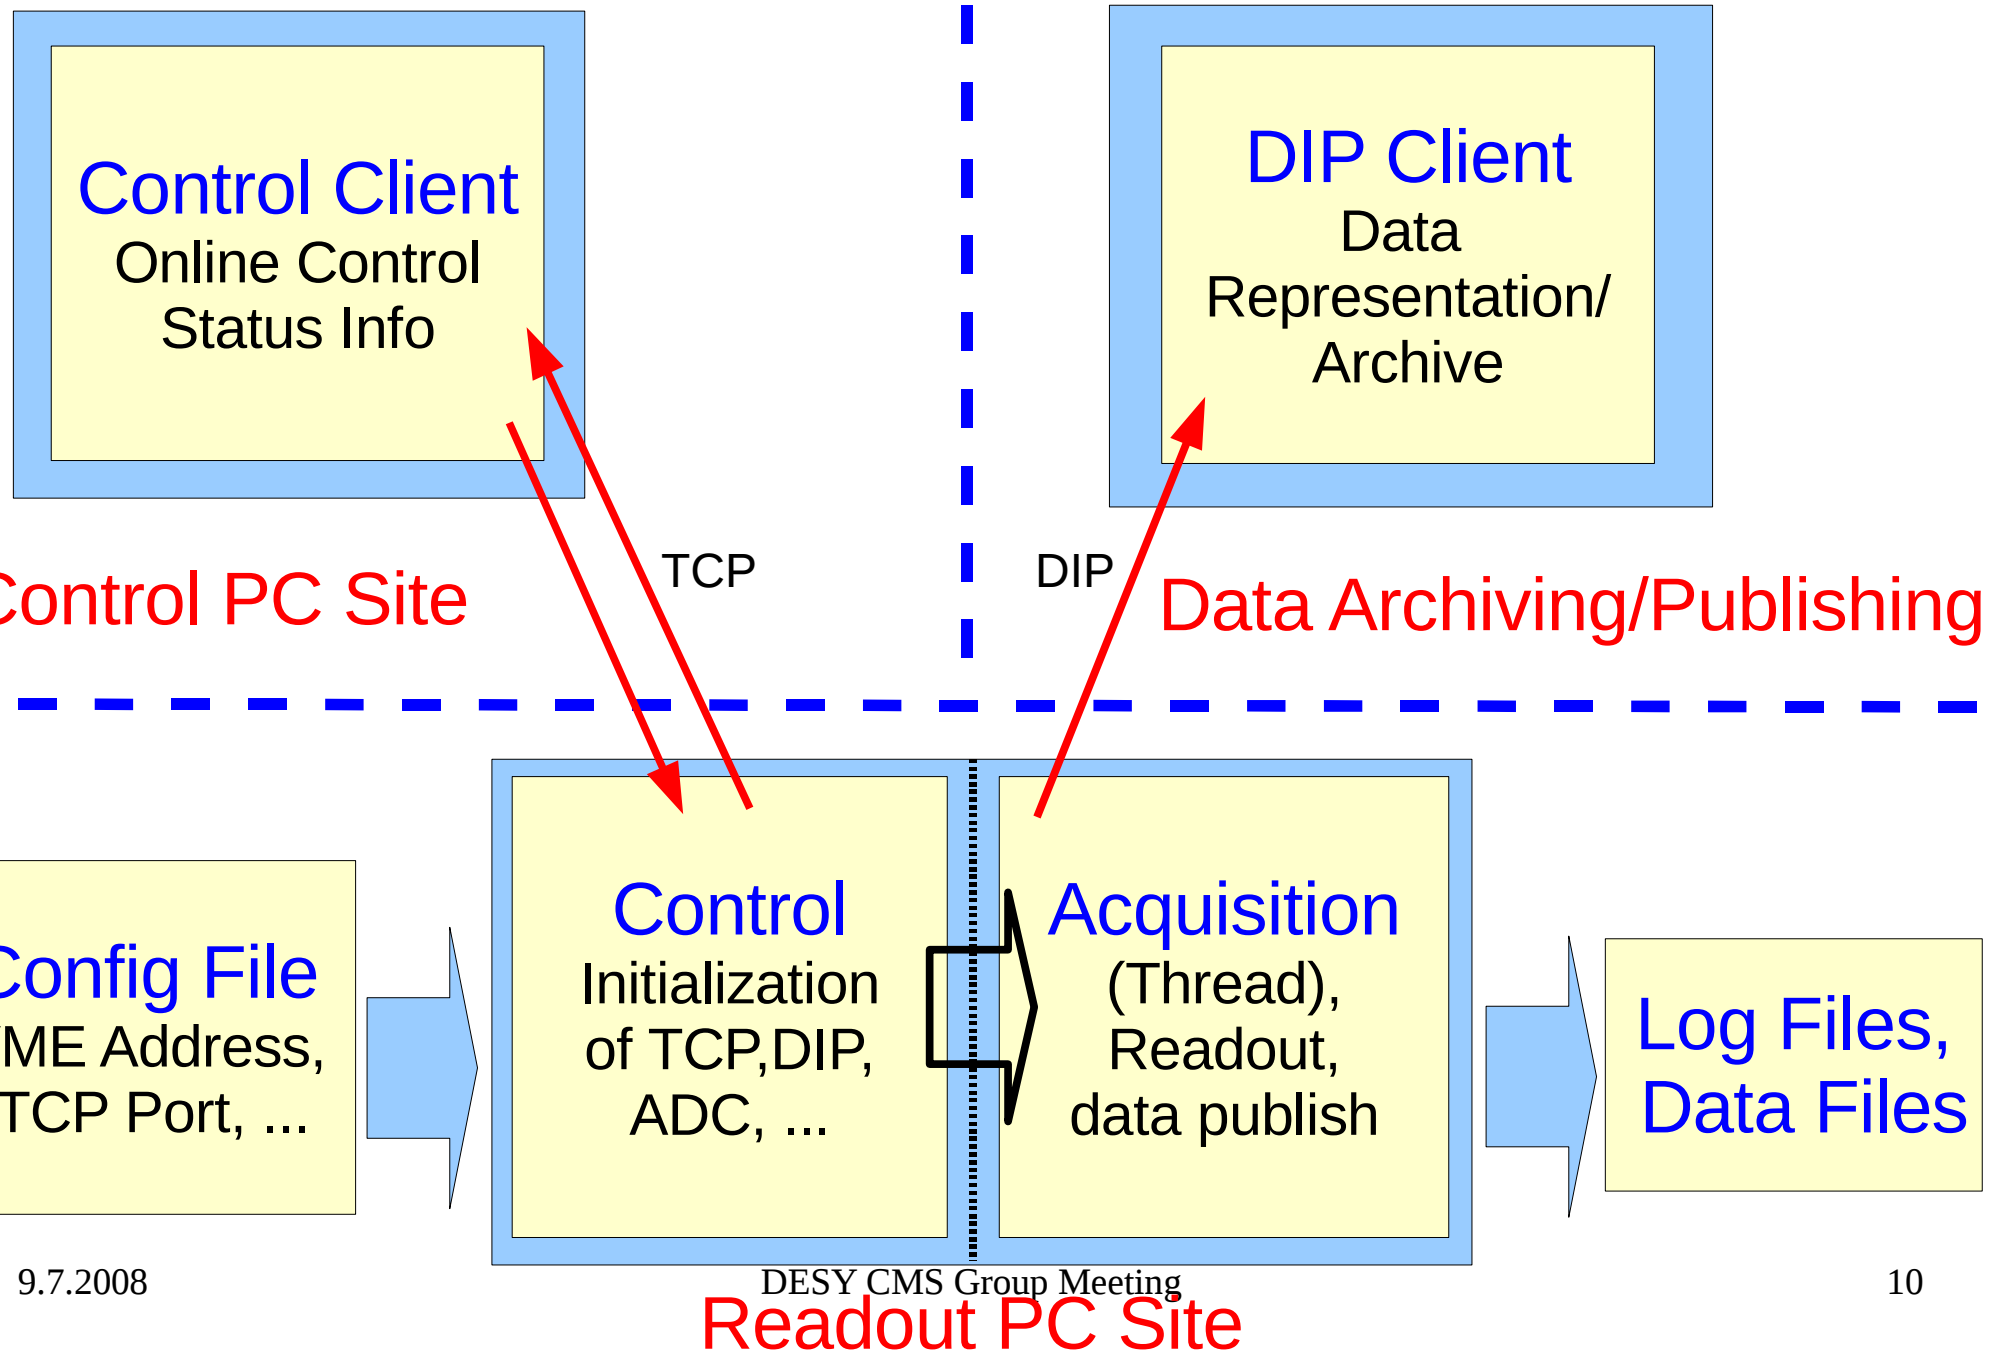 Control Client
Online Control
Status Info
DIP Client
Data
Representation/
Archive
TCP
DIP
Control PC Site
Data Archiving/Publishing
Config File
ME Address,
TCP Port, ...
Control
Initialization
of TCP,DIP,
ADC, ...
Acquisition
(Thread),
Readout,
data publish
Log Files,
Data Files
9.7.2008
DESY CMS Group Meeting
10
Readout PC Site